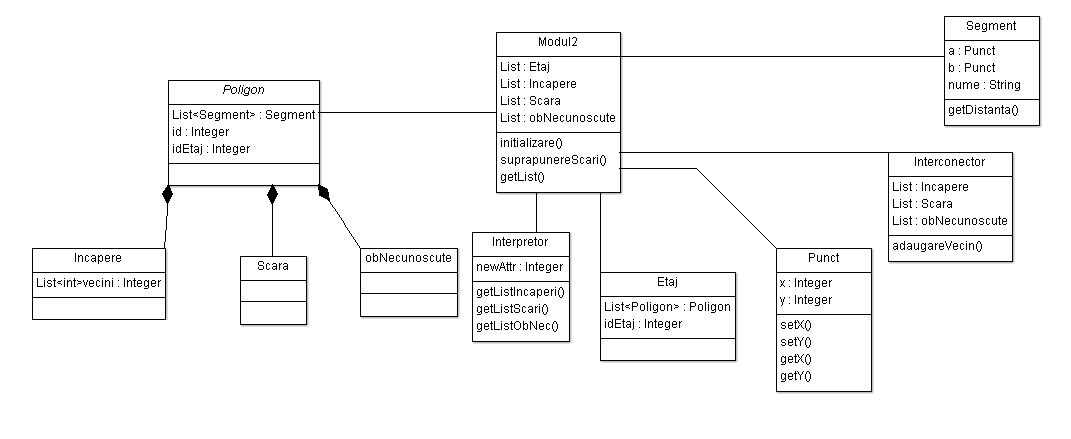 Poligon
List<Segment> : Segment
id : Integer
idEtaj : Integer
Incapere
List<int>vecini : Integer
Scara
obNecunoscute
Modul2
List : Etaj
List : Incapere
List : Scara
List : obNecunoscute
initializare()
suprapunereScari()
getList()
Interpretor
newAttr : Integer
getListIncaperi()
getListScari()
getListObNec()
Etaj
List<Poligon> : Poligon
idEtaj : Integer
Segment
a : Punct
b : Punct
nume : String
getDistanta()
Interconector
List : Incapere
List : Scara
List : obNecunoscute
adaugareVecin()
Punct
x : Integer
y : Integer
setX()
setY()
getX()
getY()